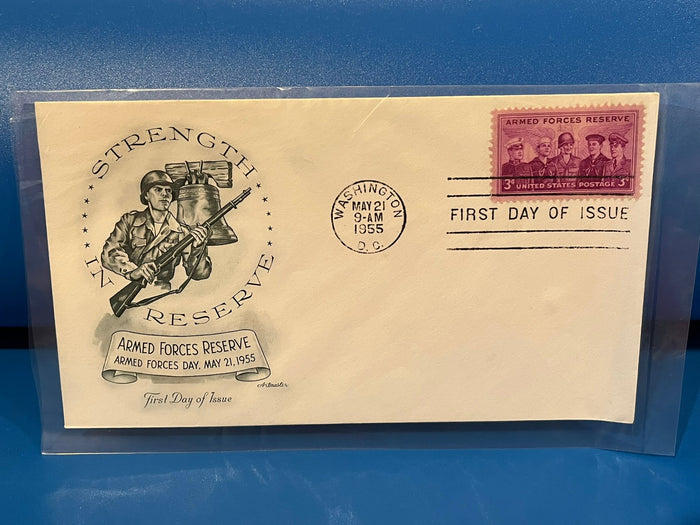 STRENGTH
IN RESERVE
ARMED FORCES RESERVE
ARMED FORCES DAY, MAY 21, 1955
Artmaster
First Day of Issue
WASHINGTON
MAY 21
9-AM
1955
D. C.
ARMED FORCES RESERVE
3¢ UNITED STATES POSTAGE 3¢
FIRST DAY OF ISSUE